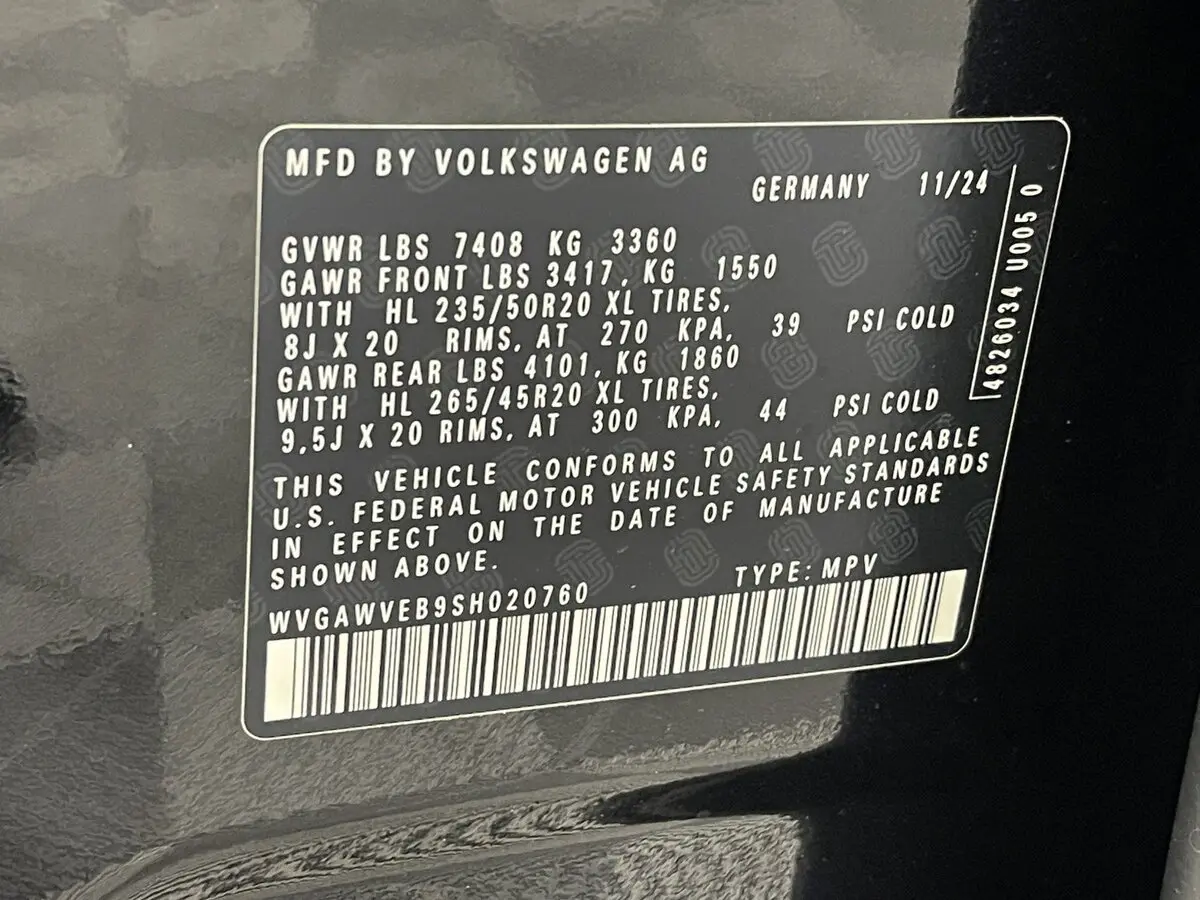 MFD BY VOLKSWAGEN AG
GERMANY 11/24
GVWR LBS 7408 KG 3360
GAWR FRONT LBS 3417, KG 1550
WITH HL 235/50R20 XL TIRES,
8J X 20 RIMS, AT 270 KPA, 39 PSI COLD
GAWR REAR LBS 4101, KG 1860
WITH HL 265/45R20 XL TIRES,
9,5J X 20 RIMS, AT 300 KPA, 44 PSI COLD
THIS VEHICLE CONFORMS TO ALL APPLICABLE
U.S. FEDERAL MOTOR VEHICLE SAFETY STANDARDS
IN EFFECT ON THE DATE OF MANUFACTURE
SHOWN ABOVE.
WVGAWVEB9SH020760 TYPE: MPV
4826034 U005 0